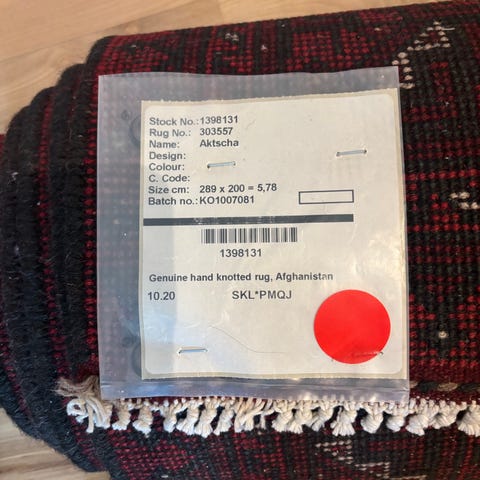 Stock No.:1398131
Rug No.: 303557
Name: Aktscha
Design:
Colour:
C. Code:
Size cm: 289 x 200 = 5,78
Batch no.:KO1007081
1398131
Genuine hand knotted rug, Afghanistan
10.20 SKL*PMQJ